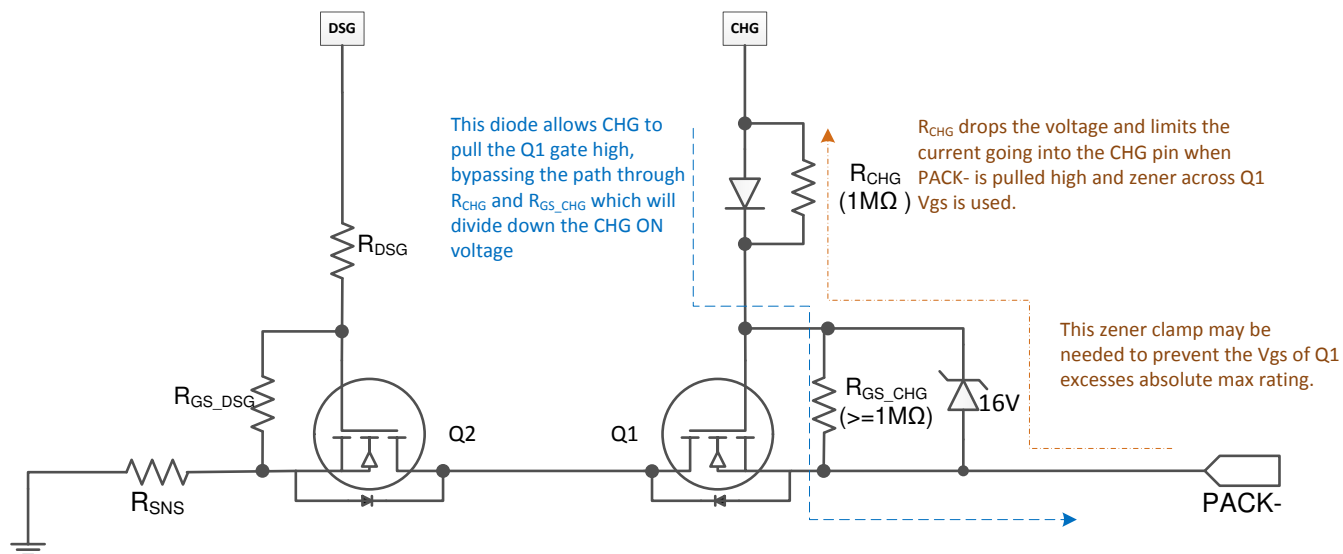 DSG
CHG
This diode allows CHG to
pull the Q1 gate high,
bypassing the path through
RCHG and RGS_CHG which will
divide down the CHG ON
voltage
RCHG
(1MΩ )
RCHG drops the voltage and limits the
current going into the CHG pin when
PACK- is pulled high and zener across Q1
Vgs is used.
RDSG
This zener clamp may be
needed to prevent the Vgs of Q1
excesses absolute max rating.
RGS_DSG
RGS_CHG
(>=1MΩ)
16V
Q2
Q1
RSNS
PACK-